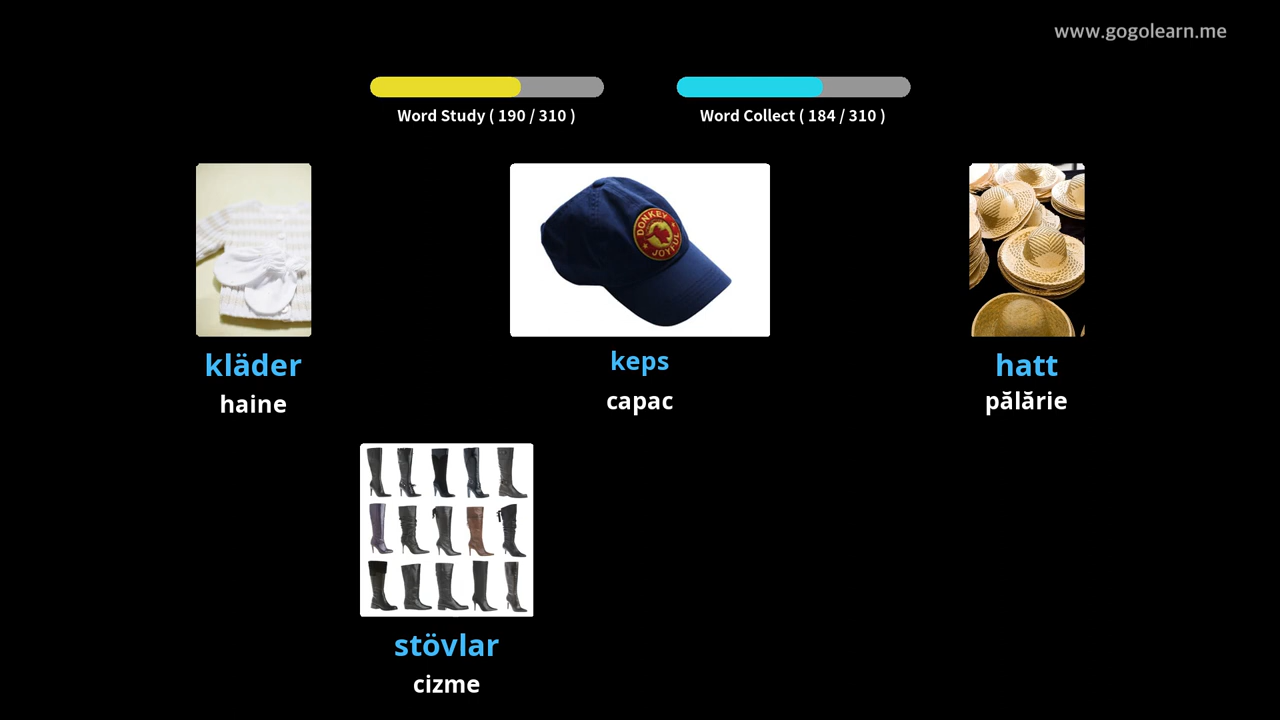 www.gogolearn.me
Word Study ( 190 / 310 )
Word Collect ( 184 / 310 )
DONKEY
JOYFUL
kläder
haine
keps
capac
hatt
pălărie
stövlar
cizme